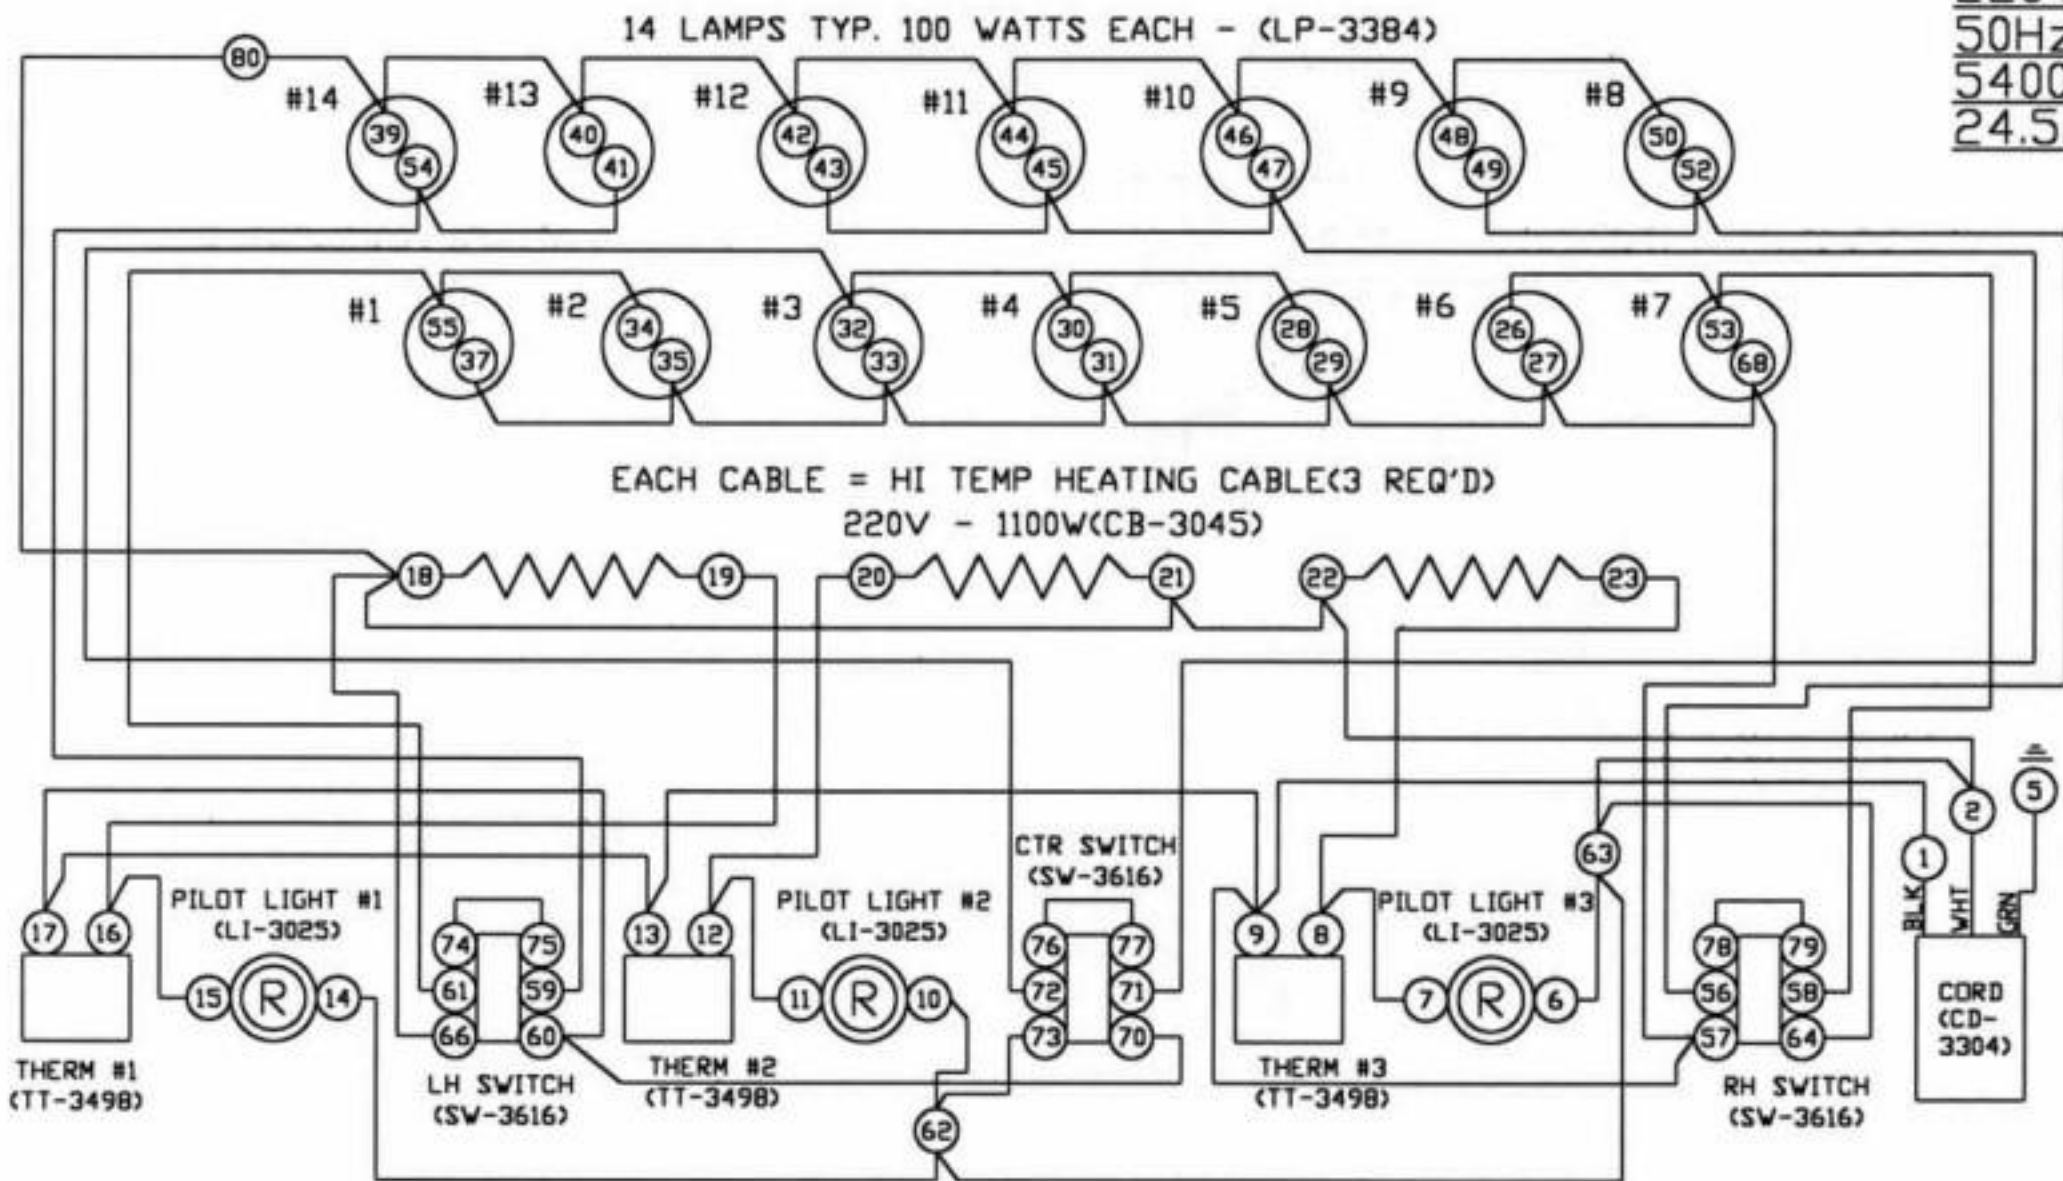 14 LAMPS TYP. 100 WATTS EACH - (LP-3384)
50Hz
5400
24.5
80
#14 #13 #12 #11 #10 #9 #8
39 40 42 44 46 48 50
54 41 43 45 47 49 52
#1 #2 #3 #4 #5 #6 #7
55 34 32 30 28 26 53
37 35 33 31 29 27 68
EACH CABLE = HI TEMP HEATING CABLE(3 REQ'D)
220V - 1100W(CB-3045)
18 19 20 21 22 23
5
2
1
63
BLK WHT GRN
CTR SWITCH
(SW-3616)
PILOT LIGHT #1
(LI-3025)
PILOT LIGHT #2
(LI-3025)
PILOT LIGHT #3
(LI-3025)
17 16 74 75 13 12 76 77 9 8 78 79
15 R 14 61 59 11 R 10 72 71 7 R 6 56 58
66 60 73 70 57 64
CORD
(CD-
3304)
THERM #1
(TT-3498)
LH SWITCH
(SW-3616)
THERM #2
(TT-3498)
62
THERM #3
(TT-3498)
RH SWITCH
(SW-3616)